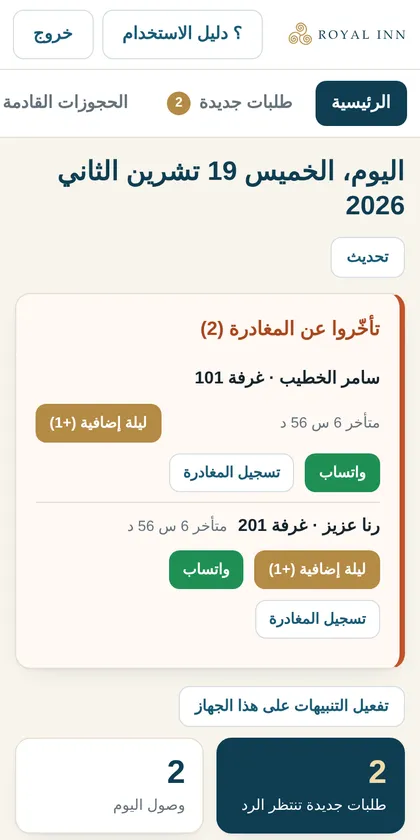 ROYAL INN
؟ دليل الاستخدام
خروج
الرئيسية
طلبات جديدة 2
الحجوزات القادمة
اليوم، الخميس 19 تشرين الثاني
2026
تحديث
تأخّروا عن المغادرة (2)
سامر الخطيب · غرفة 101
متأخر 6 س 56 د
ليلة إضافية (+1)
واتساب
تسجيل المغادرة
رنا عزيز · غرفة 201
متأخر 6 س 56 د
ليلة إضافية (+1)
واتساب
تسجيل المغادرة
تفعيل التنبيهات على هذا الجهاز
2
طلبات جديدة تنتظر الرد
2
وصول اليوم